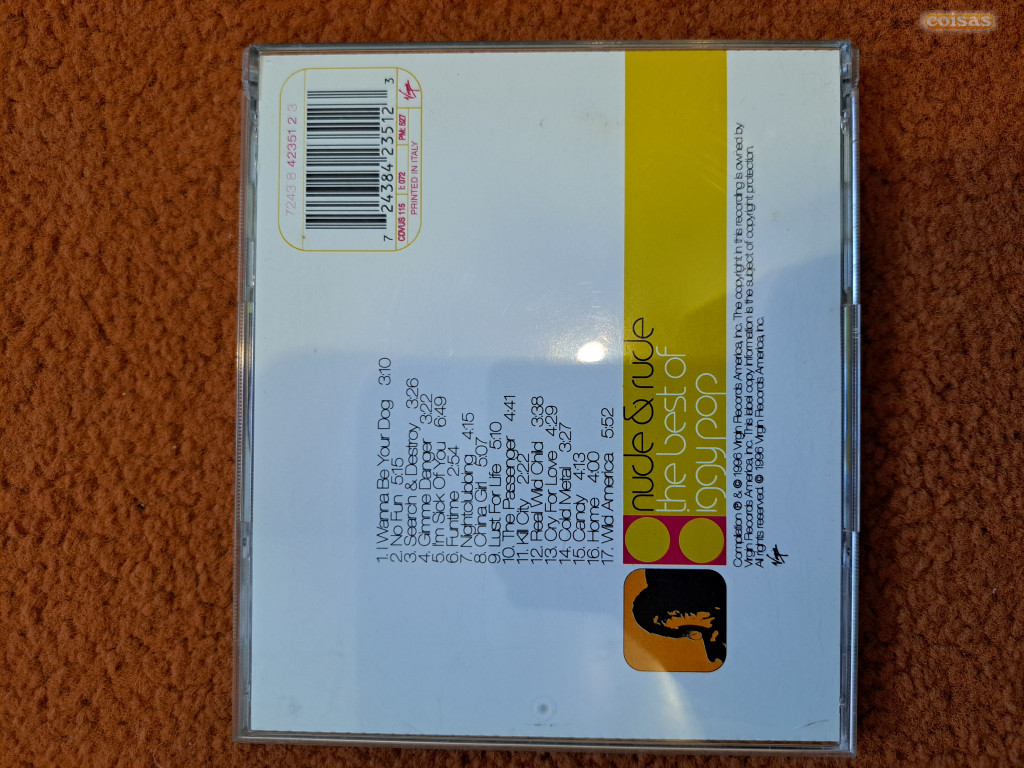 coisas
7243 8 42351 2 3
7 24384 23512 3
CDVUS 115 I: 072 PM: 527
PRINTED IN ITALY
Virgin
1. I Wanna Be Your Dog 3:10
2. No Fun 5:15
3. Search & Destroy 3:26
4. Gimme Danger 3:22
5. I'm Sick Of You 6:49
6. Funtime 2:54
7. Nightclubbing 4:15
8. China Girl 5:07
9. Lust For Life 5:10
10. The Passenger 4:41
11. Kill City 2:22
12. Real Wild Child 3:38
13. Cry For Love 4:29
14. Cold Metal 3:27
15. Candy 4:13
16. Home 4:00
17. Wild America 5:52
nude & rude
the best of
iggy pop
Compilation ℗ & © 1996 Virgin Records America, Inc. The copyright in this recording is owned by
Virgin Records America, Inc. This label copy information is the subject of copyright protection.
All rights reserved. © 1996 Virgin Records America, Inc.
Virgin